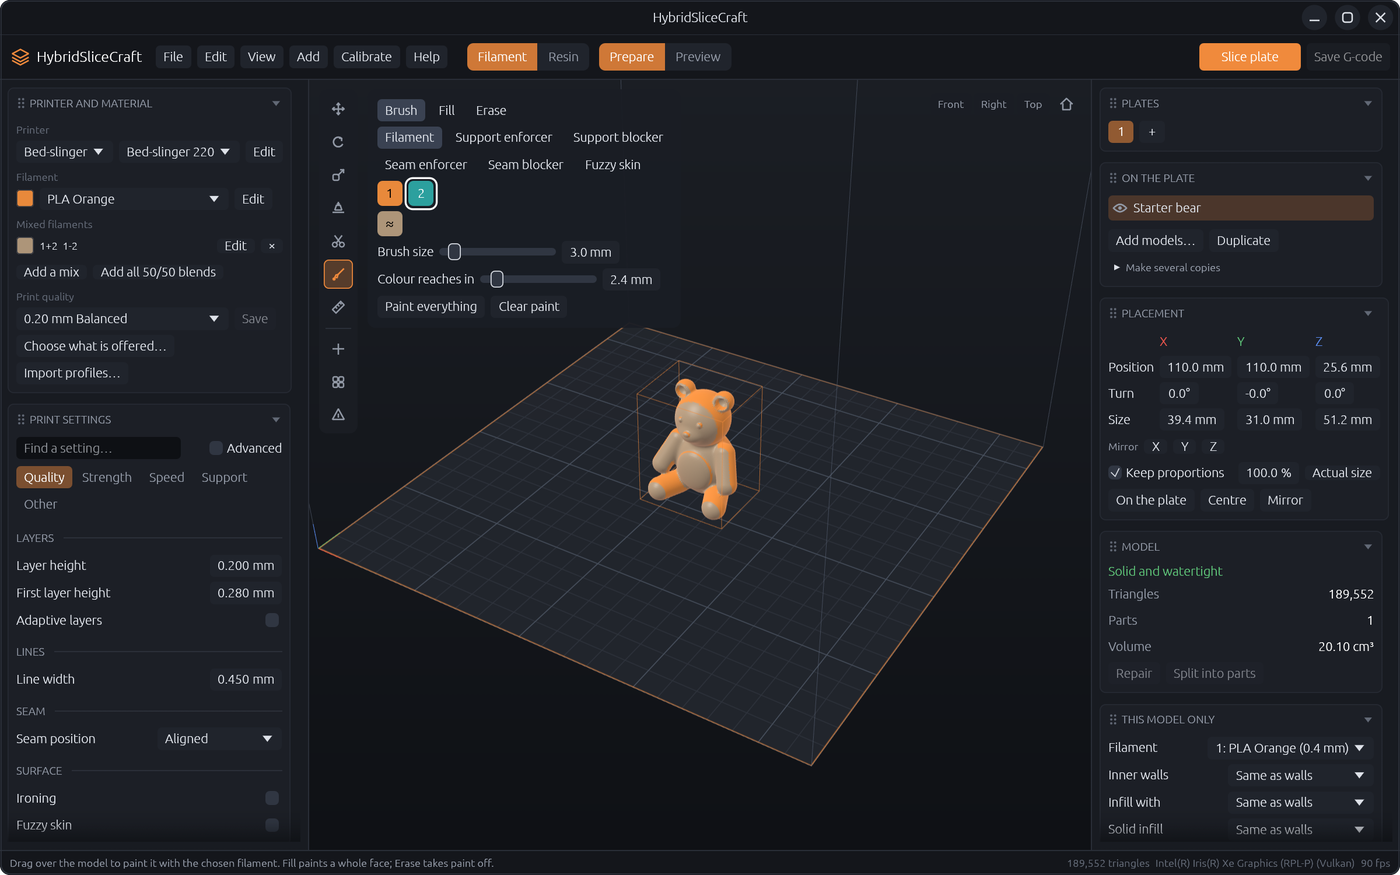 HybridSliceCraft
HybridSliceCraft File Edit View Add Calibrate Help Filament Resin Prepare Preview Slice plate Save G-code
PRINTER AND MATERIAL
Printer
Bed-slinger Bed-slinger 220 Edit
Filament
PLA Orange Edit
Mixed filaments
1+2 1-2 Edit ×
Add a mix Add all 50/50 blends
Print quality
0.20 mm Balanced Save
Choose what is offered…
Import profiles…
PRINT SETTINGS
Find a setting… Advanced
Quality Strength Speed Support
Other
LAYERS
Layer height 0.200 mm
First layer height 0.280 mm
Adaptive layers
LINES
Line width 0.450 mm
SEAM
Seam position Aligned
SURFACE
Ironing
Fuzzy skin
Brush Fill Erase
Filament Support enforcer Support blocker
Seam enforcer Seam blocker Fuzzy skin
1 2
≈
Brush size 3.0 mm
Colour reaches in 2.4 mm
Paint everything Clear paint
Front Right Top
PLATES
1 +
ON THE PLATE
Starter bear
Add models… Duplicate
Make several copies
PLACEMENT
X Y Z
Position 110.0 mm 110.0 mm 25.6 mm
Turn 0.0° -0.0° 0.0°
Size 39.4 mm 31.0 mm 51.2 mm
Mirror X Y Z
Keep proportions 100.0 % Actual size
On the plate Centre Mirror
MODEL
Solid and watertight
Triangles 189,552
Parts 1
Volume 20.10 cm³
Repair Split into parts
THIS MODEL ONLY
Filament 1: PLA Orange (0.4 mm)
Inner walls Same as walls
Infill with Same as walls
Solid infill Same as walls
Drag over the model to paint it with the chosen filament. Fill paints a whole face; Erase takes paint off.
189,552 triangles Intel(R) Iris(R) Xe Graphics (RPL-P) (Vulkan) 90 fps